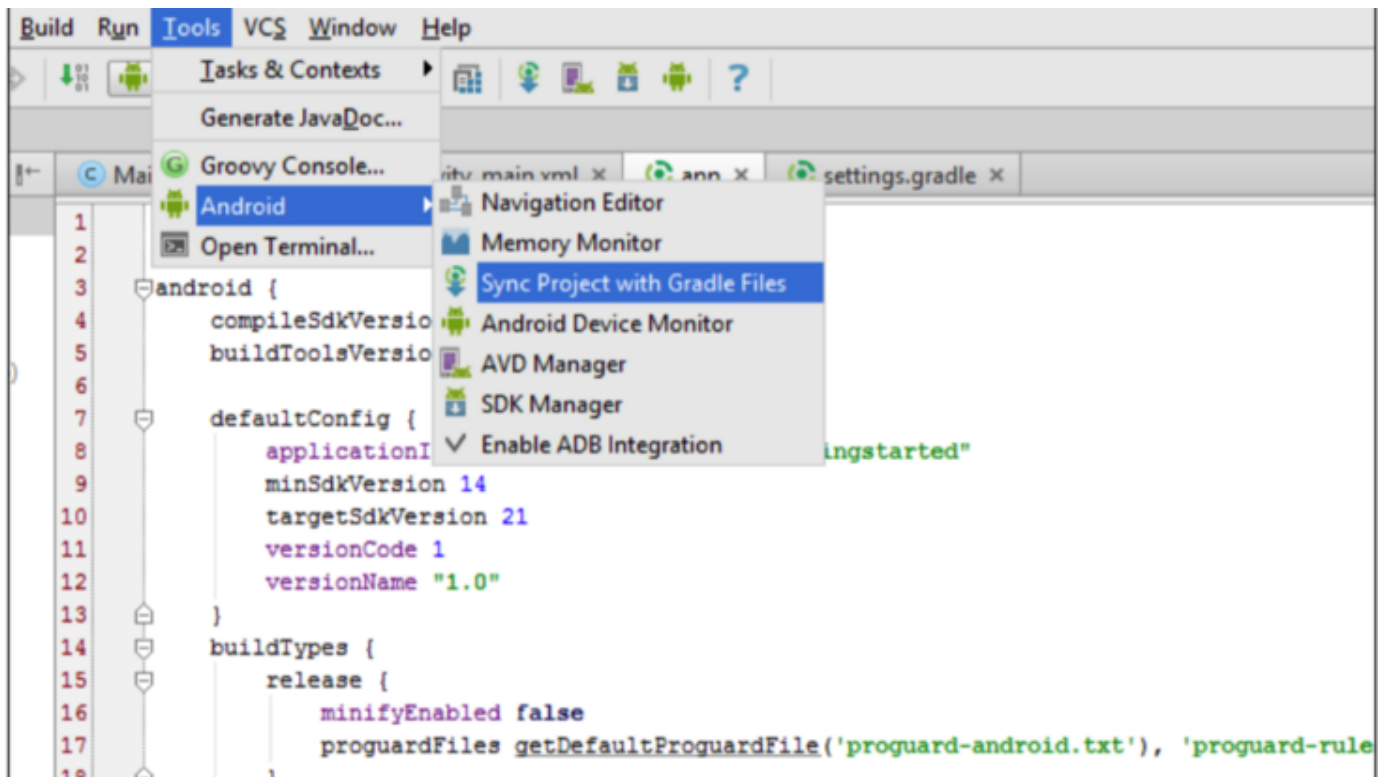 Build Run Tools VCS Window Help
Tasks & Contexts
?
Generate JavaDoc...
Groovy Console...
Android
Open Terminal...
C Mai
main.xml ×
app ×
settings.gradle ×
Navigation Editor
Memory Monitor
Sync Project with Gradle Files
Android Device Monitor
AVD Manager
SDK Manager
Enable ADB Integration
1
2
3 android {
4 compileSdkVersio
5 buildToolsVersio
6
7 defaultConfig {
8 applicationI ingstarted"
9 minSdkVersion 14
10 targetSdkVersion 21
11 versionCode 1
12 versionName "1.0"
13 }
14 buildTypes {
15 release {
16 minifyEnabled false
17 proguardFiles getDefaultProguardFile('proguard-android.txt'), 'proguard-rule
18 }